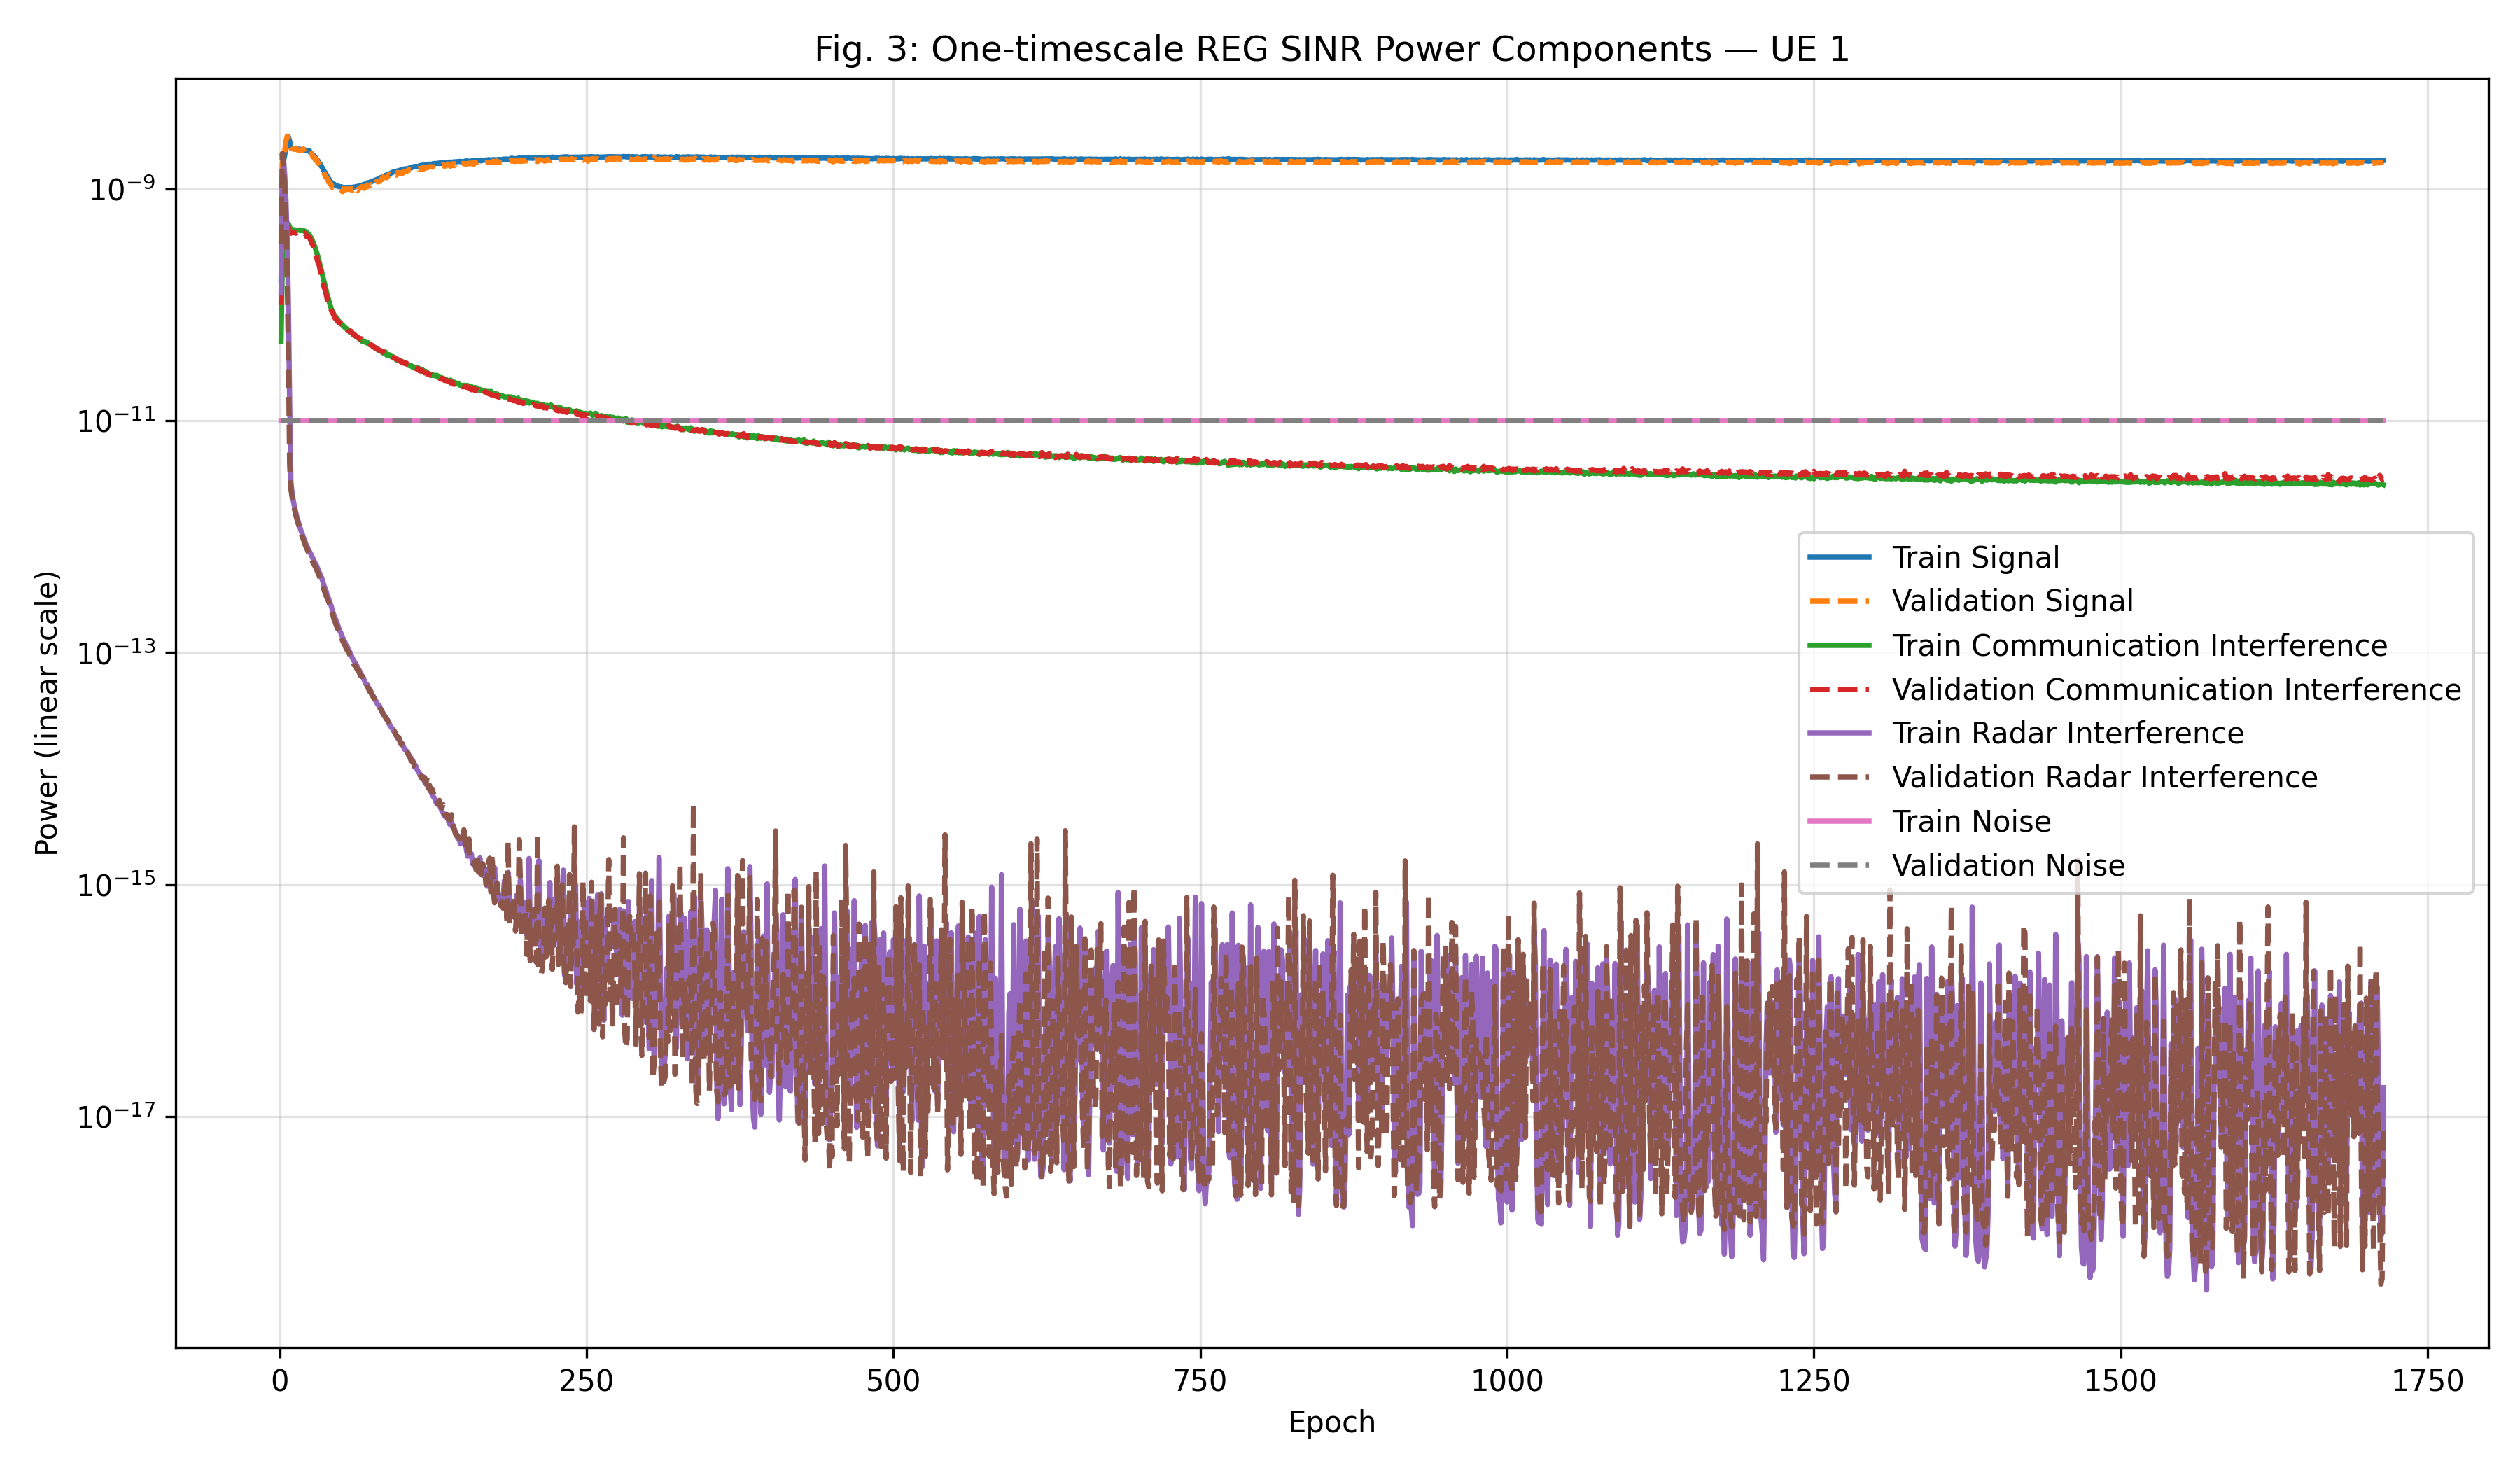 Fig. 3: One-timescale REG SINR Power Components — UE 1
Power (linear scale)
10⁻⁹
10⁻¹¹
10⁻¹³
10⁻¹⁵
10⁻¹⁷
Train Signal
Validation Signal
Train Communication Interference
Validation Communication Interference
Train Radar Interference
Validation Radar Interference
Train Noise
Validation Noise
0 250 500 750 1000 1250 1500 1750
Epoch